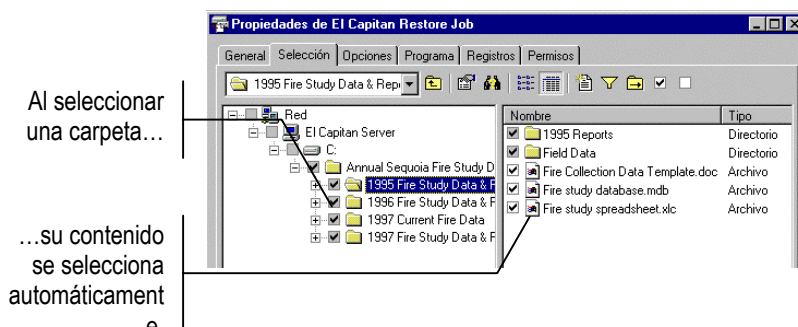 Propiedades de El Capitan Restore Job
General Selección Opciones Programa Registros Permisos
1995 Fire Study Data & Rep
Al seleccionar
una carpeta…
Red
El Capitan Server
C:
Annual Sequoia Fire Study D
1995 Fire Study Data & F
1996 Fire Study Data & F
1997 Current Fire Data
1997 Fire Study Data & F
Nombre Tipo
1995 Reports Directorio
Field Data Directorio
Fire Collection Data Template.doc Archivo
Fire study database.mdb Archivo
Fire study spreadsheet.xlc Archivo
…su contenido
se selecciona
automáticament
e.